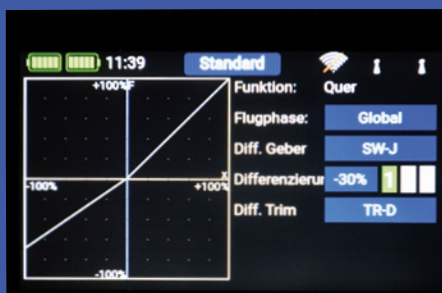 11:39 Standard
+100% F
Funktion: Quer
Flugphase: Global
Diff. Geber SW-J
-100% X +100%
Differenzierur -30% 1
Diff. Trim TR-D
-100%